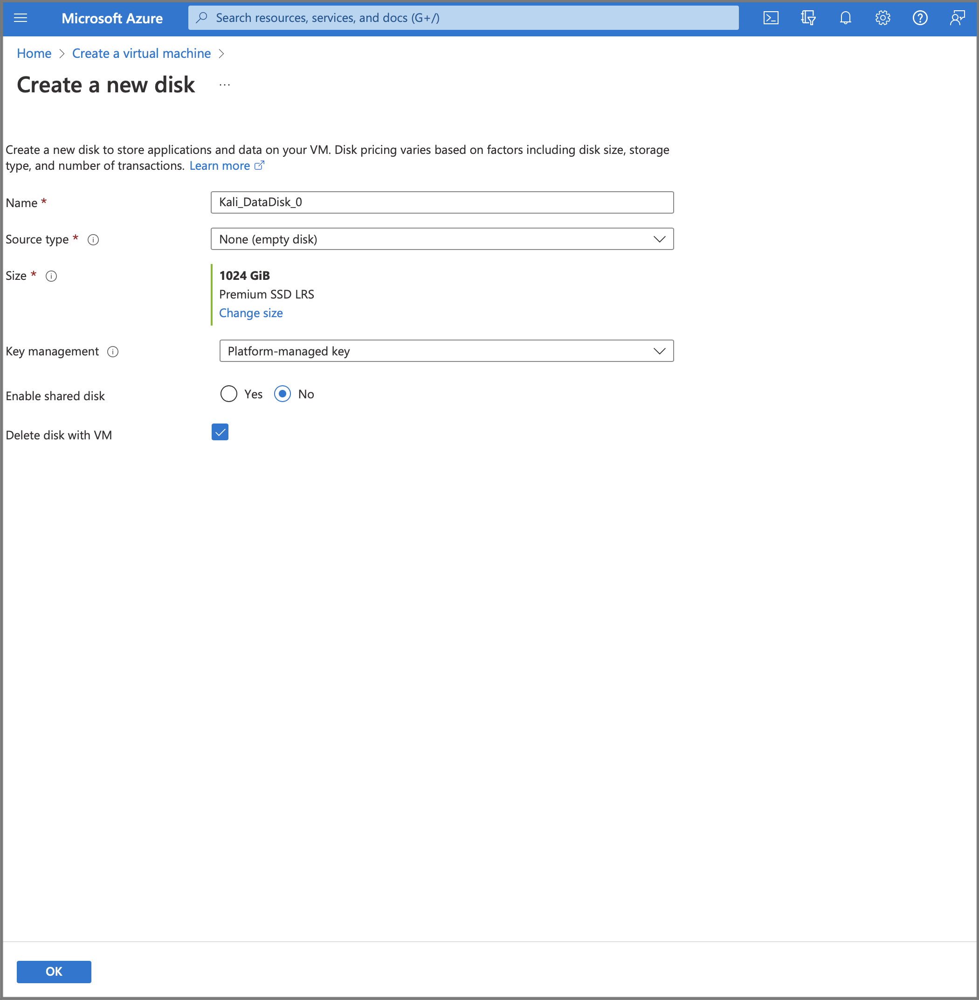 Microsoft Azure
Search resources, services, and docs (G+/)
Home > Create a virtual machine >
Create a new disk ...
Create a new disk to store applications and data on your VM. Disk pricing varies based on factors including disk size, storage
type, and number of transactions. Learn more
Name *
Kali_DataDisk_0
Source type *
None (empty disk)
Size *
1024 GiB
Premium SSD LRS
Change size
Key management
Platform-managed key
Enable shared disk
Yes
No
Delete disk with VM
OK